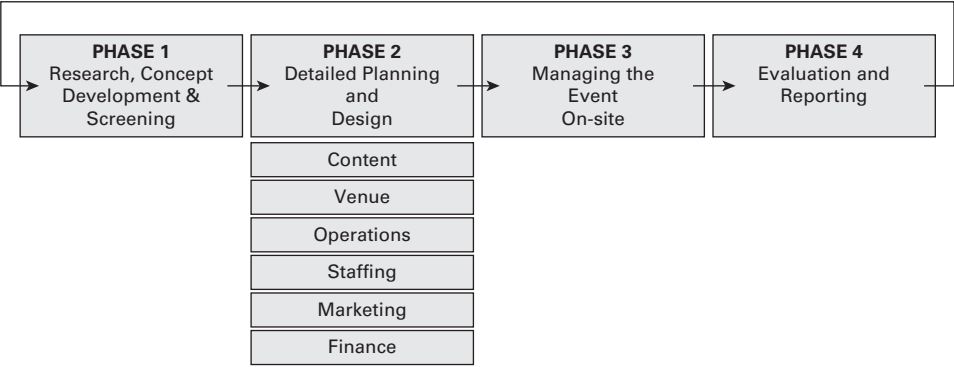 PHASE 1
Research, Concept
Development &
Screening
PHASE 2
Detailed Planning
and
Design
PHASE 3
Managing the
Event
On-site
PHASE 4
Evaluation and
Reporting
Content
Venue
Operations
Staffing
Marketing
Finance